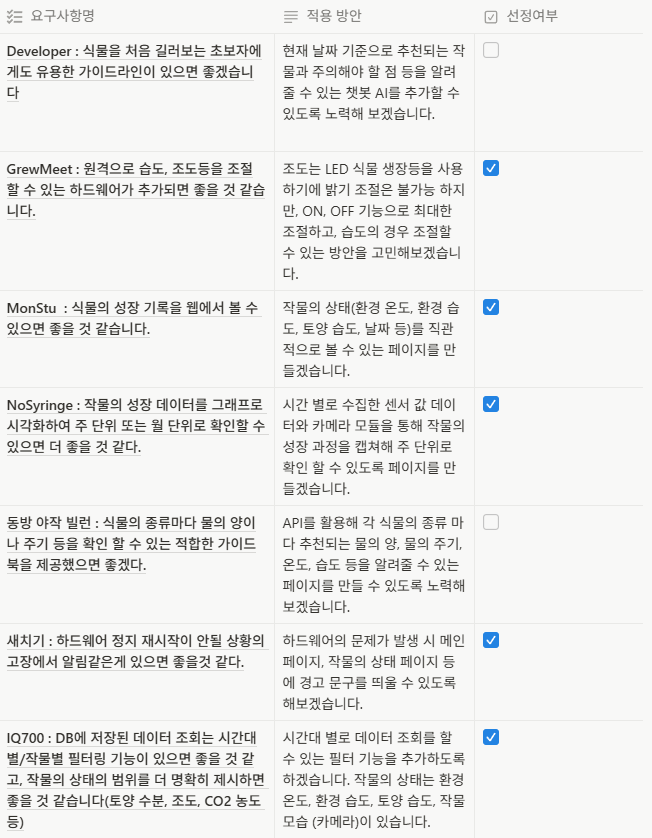 요구사항명
적용 방안
선정여부
Developer : 식물을 처음 길러보는 초보자에
게도 유용한 가이드라인이 있으면 좋겠습니
다
현재 날짜 기준으로 추천되는 작
물과 주의해야 할 점 등을 알려
줄 수 있는 챗봇 AI를 추가할 수
있도록 노력해 보겠습니다.
GrewMeet : 원격으로 습도, 조도등을 조절
할 수 있는 하드웨어가 추가되면 좋을 것 같습
니다.
조도는 LED 식물 생장등을 사용
하기에 밝기 조절은 불가능 하지
만, ON, OFF 기능으로 최대한
조절하고, 습도의 경우 조절할
수 있는 방안을 고민해보겠습니
다.
MonStu : 식물의 성장 기록을 웹에서 볼 수
있으면 좋을 것 같습니다.
작물의 상태(환경 온도, 환경 습
도, 토양 습도, 날짜 등)를 직관
적으로 볼 수 있는 페이지를 만
들겠습니다.
NoSyringe : 작물의 성장 데이터를 그래프로
시각화하여 주 단위 또는 월 단위로 확인할 수
있으면 더 좋을 것 같다.
시간 별로 수집한 센서 값 데이
터와 카메라 모듈을 통해 작물의
성장 과정을 캡쳐해 주 단위로
확인 할 수 있도록 페이지를 만
들겠습니다.
동방 야작 빌런 : 식물의 종류마다 물의 양이
나 주기 등을 확인 할 수 있는 적합한 가이드
북을 제공했으면 좋겠다.
API를 활용해 각 식물의 종류 마
다 추천되는 물의 양, 물의 주기,
온도, 습도 등을 알려줄 수 있는
페이지를 만들 수 있도록 노력해
보겠습니다.
새치기 : 하드웨어 정지 재시작이 안될 상황의
고장에서 알림같은게 있으면 좋을것 같다.
하드웨어의 문제가 발생 시 메인
페이지, 작물의 상태 페이지 등
에 경고 문구를 띄울 수 있도록
해보겠습니다.
IQ700 : DB에 저장된 데이터 조회는 시간대
별/작물별 필터링 기능이 있으면 좋을 것 같
고, 작물의 상태의 범위를 더 명확히 제시하면
좋을 것 같습니다(토양 수분, 조도, CO2 농도
등)
시간대 별로 데이터 조회를 할
수 있는 필터 기능을 추가하도록
하겠습니다. 작물의 상태는 환경
온도, 환경 습도, 토양 습도, 작물
모습 (카메라)이 있습니다.